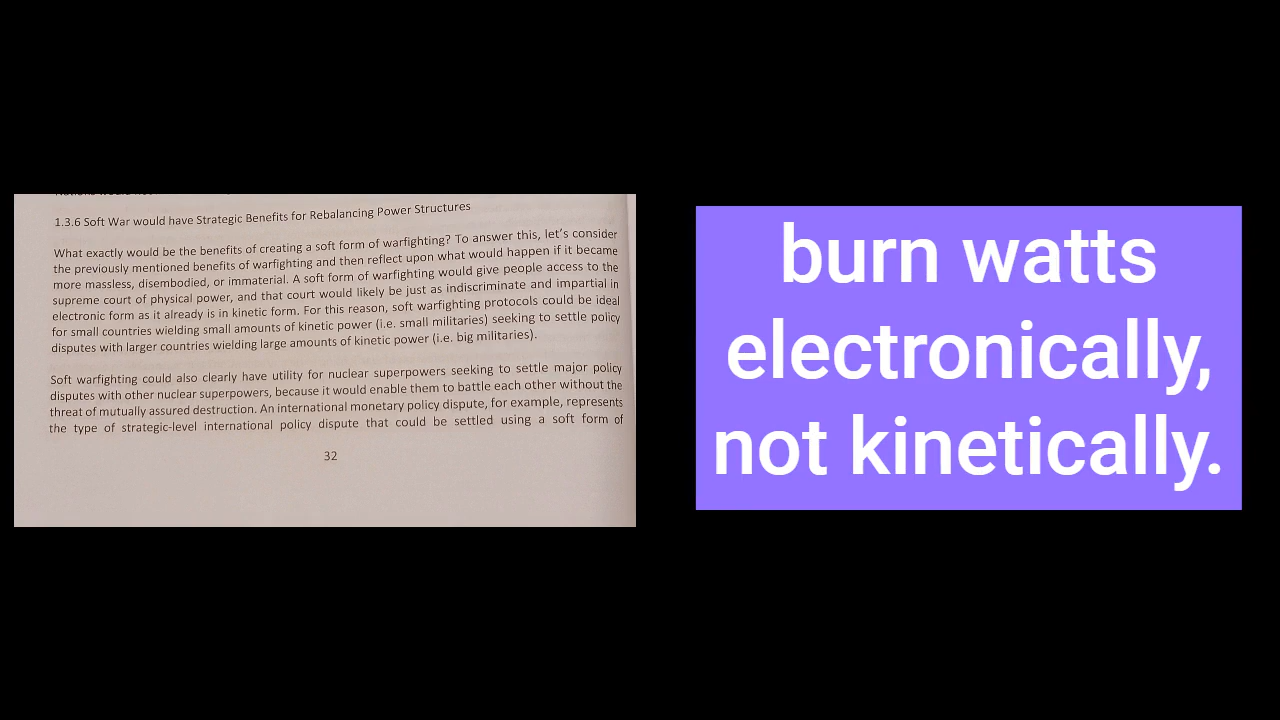 1.3.6 Soft War would have Strategic Benefits for Rebalancing Power Structures
What exactly would be the benefits of creating a soft form of warfighting? To answer this, let's consider
the previously mentioned benefits of warfighting and then reflect upon what would happen if it became
more massless, disembodied, or immaterial. A soft form of warfighting would give people access to the
supreme court of physical power, and that court would likely be just as indiscriminate and impartial in
electronic form as it already is in kinetic form. For this reason, soft warfighting protocols could be ideal
for small countries wielding small amounts of kinetic power (i.e. small militaries) seeking to settle policy
disputes with larger countries wielding large amounts of kinetic power (i.e. big militaries).
Soft warfighting could also clearly have utility for nuclear superpowers seeking to settle major policy
disputes with other nuclear superpowers, because it would enable them to battle each other without the
threat of mutually assured destruction. An international monetary policy dispute, for example, represents
the type of strategic-level international policy dispute that could be settled using a soft form of
32
burn watts
electronically,
not kinetically.